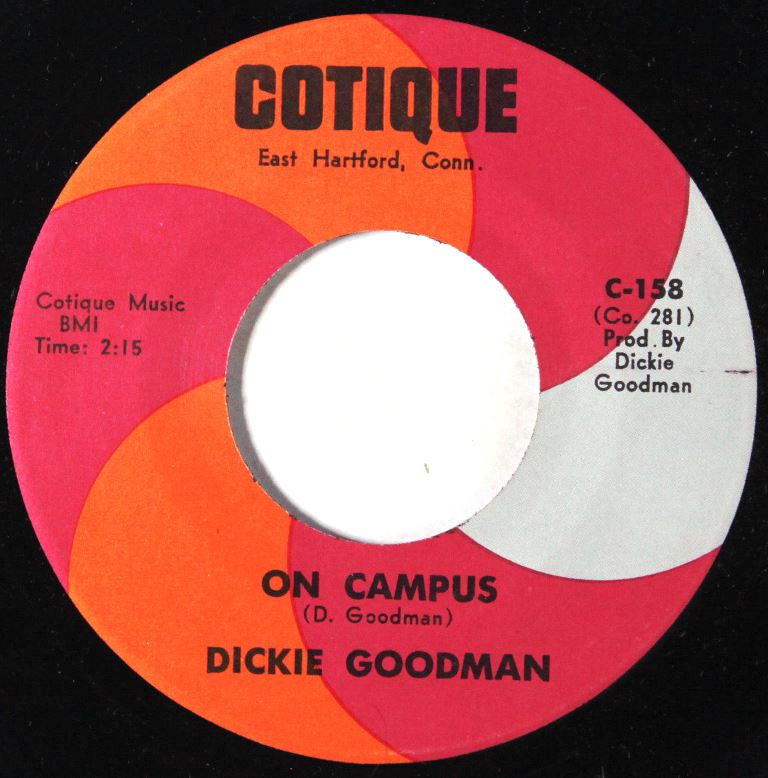 COTIQUE
East Hartford, Conn.
Cotique Music
BMI
Time: 2:15
C-158
(Co. 281)
Prod. By
Dickie
Goodman
ON CAMPUS
(D. Goodman)
DICKIE GOODMAN